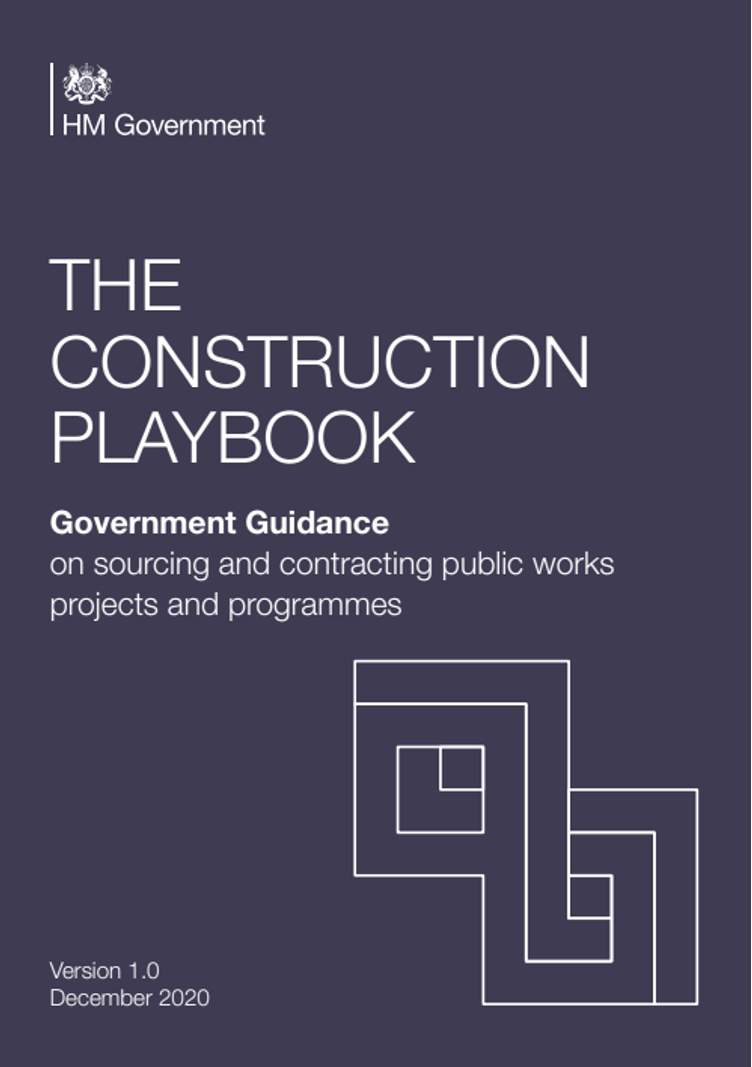 HM Government
THE
CONSTRUCTION
PLAYBOOK
Government Guidance
on sourcing and contracting public works
projects and programmes
Version 1.0
December 2020